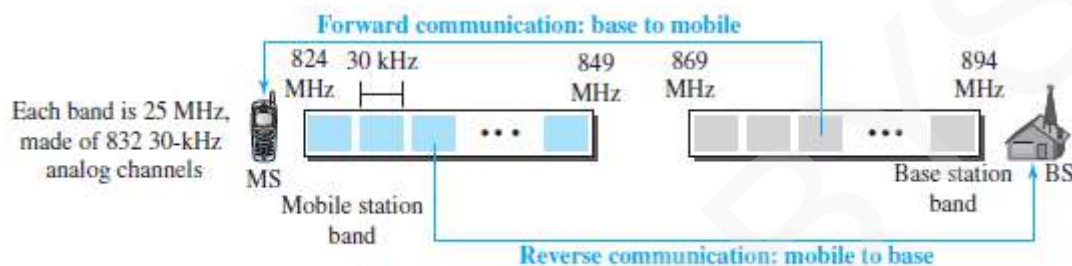 Forward communication: base to mobile
824
MHz
30 kHz
849
MHz
869
MHz
894
MHz
Each band is 25 MHz,
made of 832 30-kHz
analog channels
MS
Mobile station
band
Base station
band
BS
Reverse communication: mobile to base